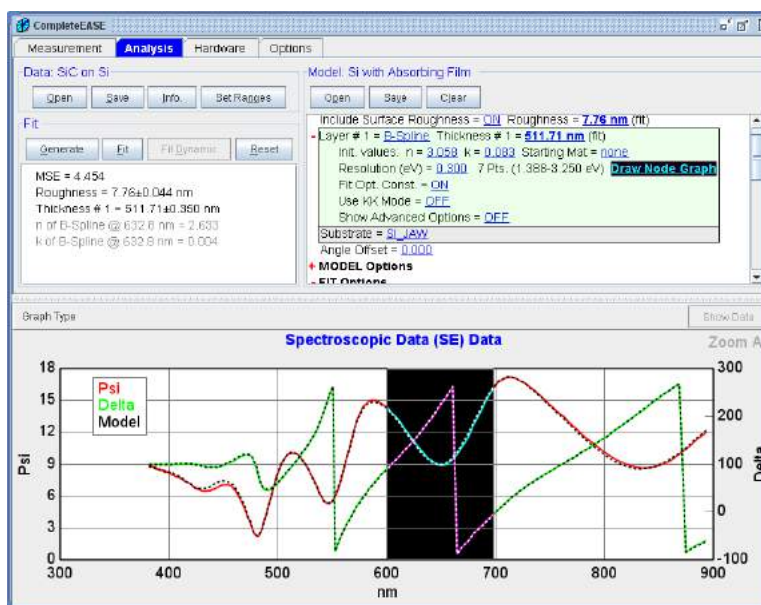 CompleteEASE
Measurement Analysis Hardware Options
Data: SiC on Si
Open Save Info. Set Ranges
Fit
Generate Fit Fit Dynamic Reset
MSE = 4.454
Roughness = 7.76±0.044 nm
Thickness # 1 = 511.71±0.350 nm
n of B-Spline @ 632.8 nm = 2.633
k of B-Spline @ 632.8 nm = 0.004
Model: Si with Absorbing Film
Open Save Clear
Include Surface Roughness = ON Roughness = 7.76 nm (fit)
- Layer # 1 = B-Spline Thickness # 1 = 511.71 nm (fit)
Init. values. n = 3.058 k = 0.083 Starting Mat = none
Resolution (eV) = 0.300 7 Pts. (1.388-3.250 eV) Draw Node Graph
Fit Opt. Const. = ON
Use KK Mode = OFF
Show Advanced Options = OFF
Substrate = SI_JAW
Angle Offset = 0.000
+ MODEL Options
- FIT Options
Graph Type Show Data
Spectroscopic Data (SE) Data Zoom A
Psi
Delta
Model
18
15
12
9
6
3
0
Psi
300
200
100
0
-100
Delta
300 400 500 600 700 800 900
nm